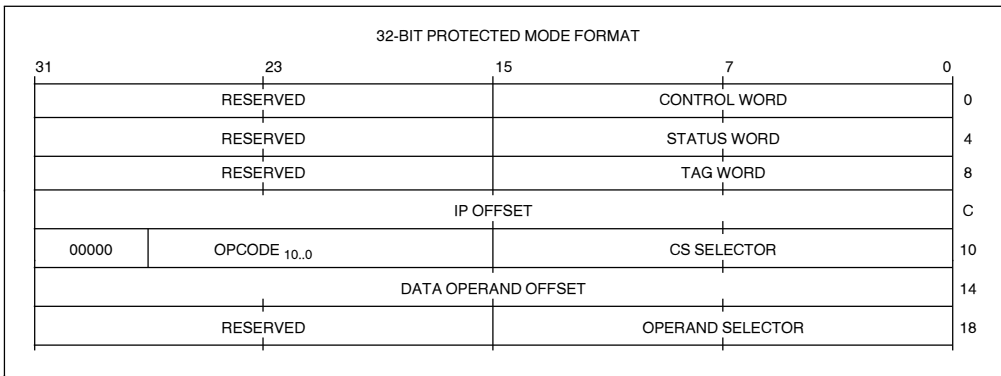 32-BIT PROTECTED MODE FORMAT
31 23 15 7 0
RESERVED CONTROL WORD 0
RESERVED STATUS WORD 4
RESERVED TAG WORD 8
IP OFFSET C
00000 OPCODE 10..0 CS SELECTOR 10
DATA OPERAND OFFSET 14
RESERVED OPERAND SELECTOR 18